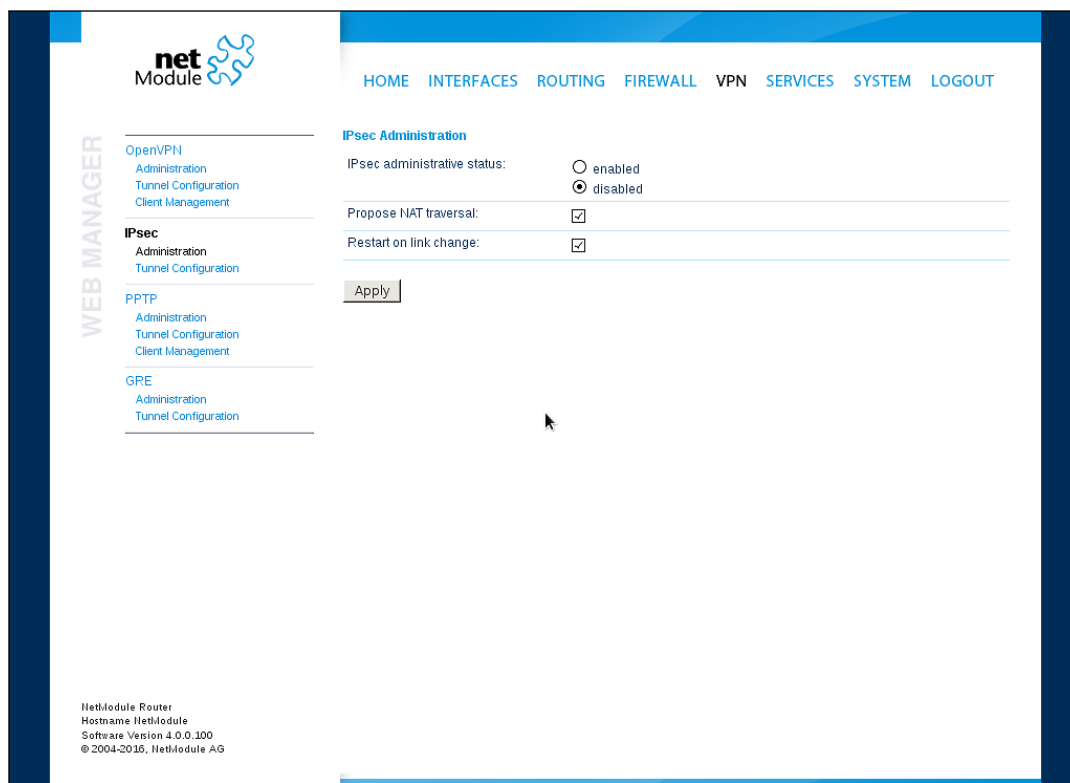 net
Module
HOME INTERFACES ROUTING FIREWALL VPN SERVICES SYSTEM LOGOUT
WEB MANAGER
OpenVPN
Administration
Tunnel Configuration
Client Management
IPsec
Administration
Tunnel Configuration
PPTP
Administration
Tunnel Configuration
Client Management
GRE
Administration
Tunnel Configuration
IPsec Administration
IPsec administrative status:
enabled
disabled
Propose NAT traversal:
Restart on link change:
Apply
NetModule Router
Hostname NetModule
Software Version 4.0.0.100
© 2004-2016, NetModule AG